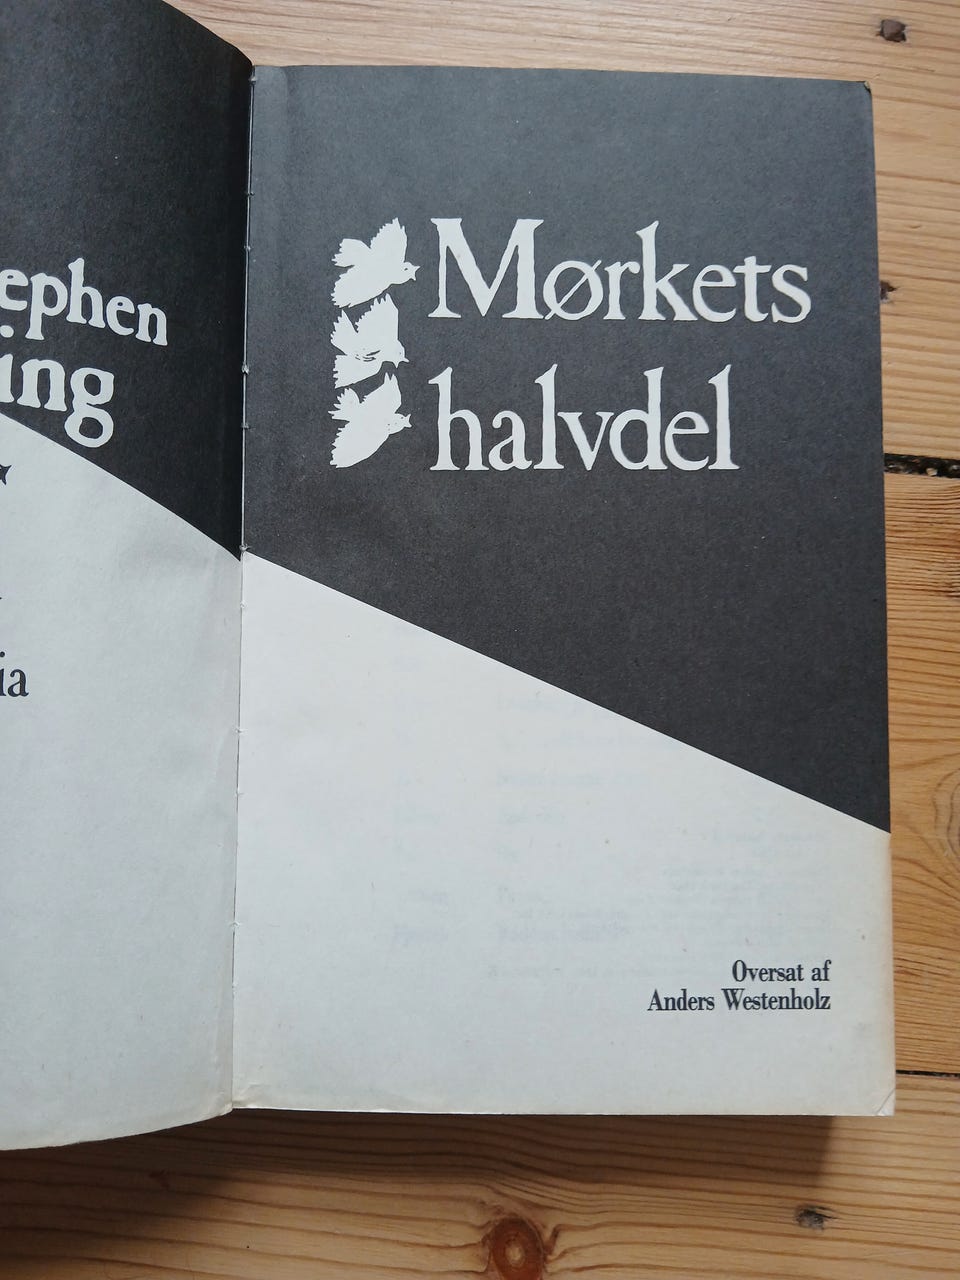 ephen
ing
ia
Mørkets
halvdel
Oversat af
Anders Westenholz